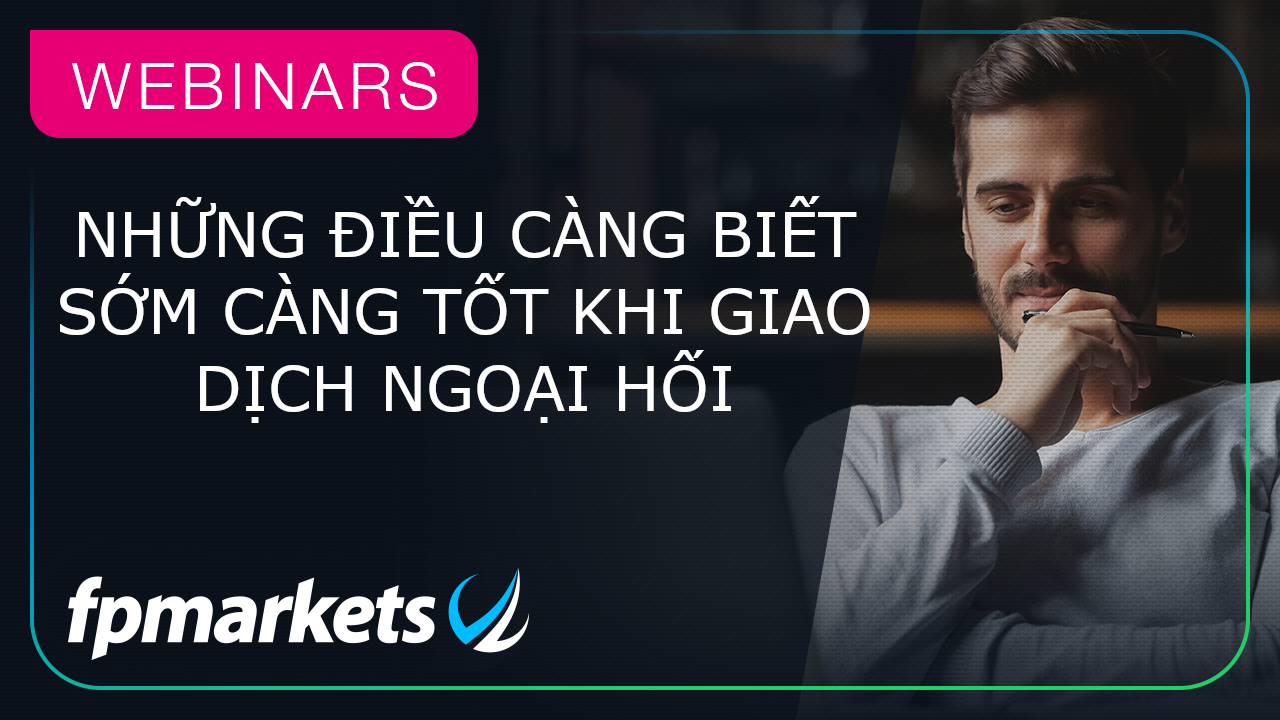 WEBINARS
NHỮNG ĐIỀU CÀNG BIẾT
SỚM CÀNG TỐT KHI GIAO
DỊCH NGOẠI HỐI
fpmarkets